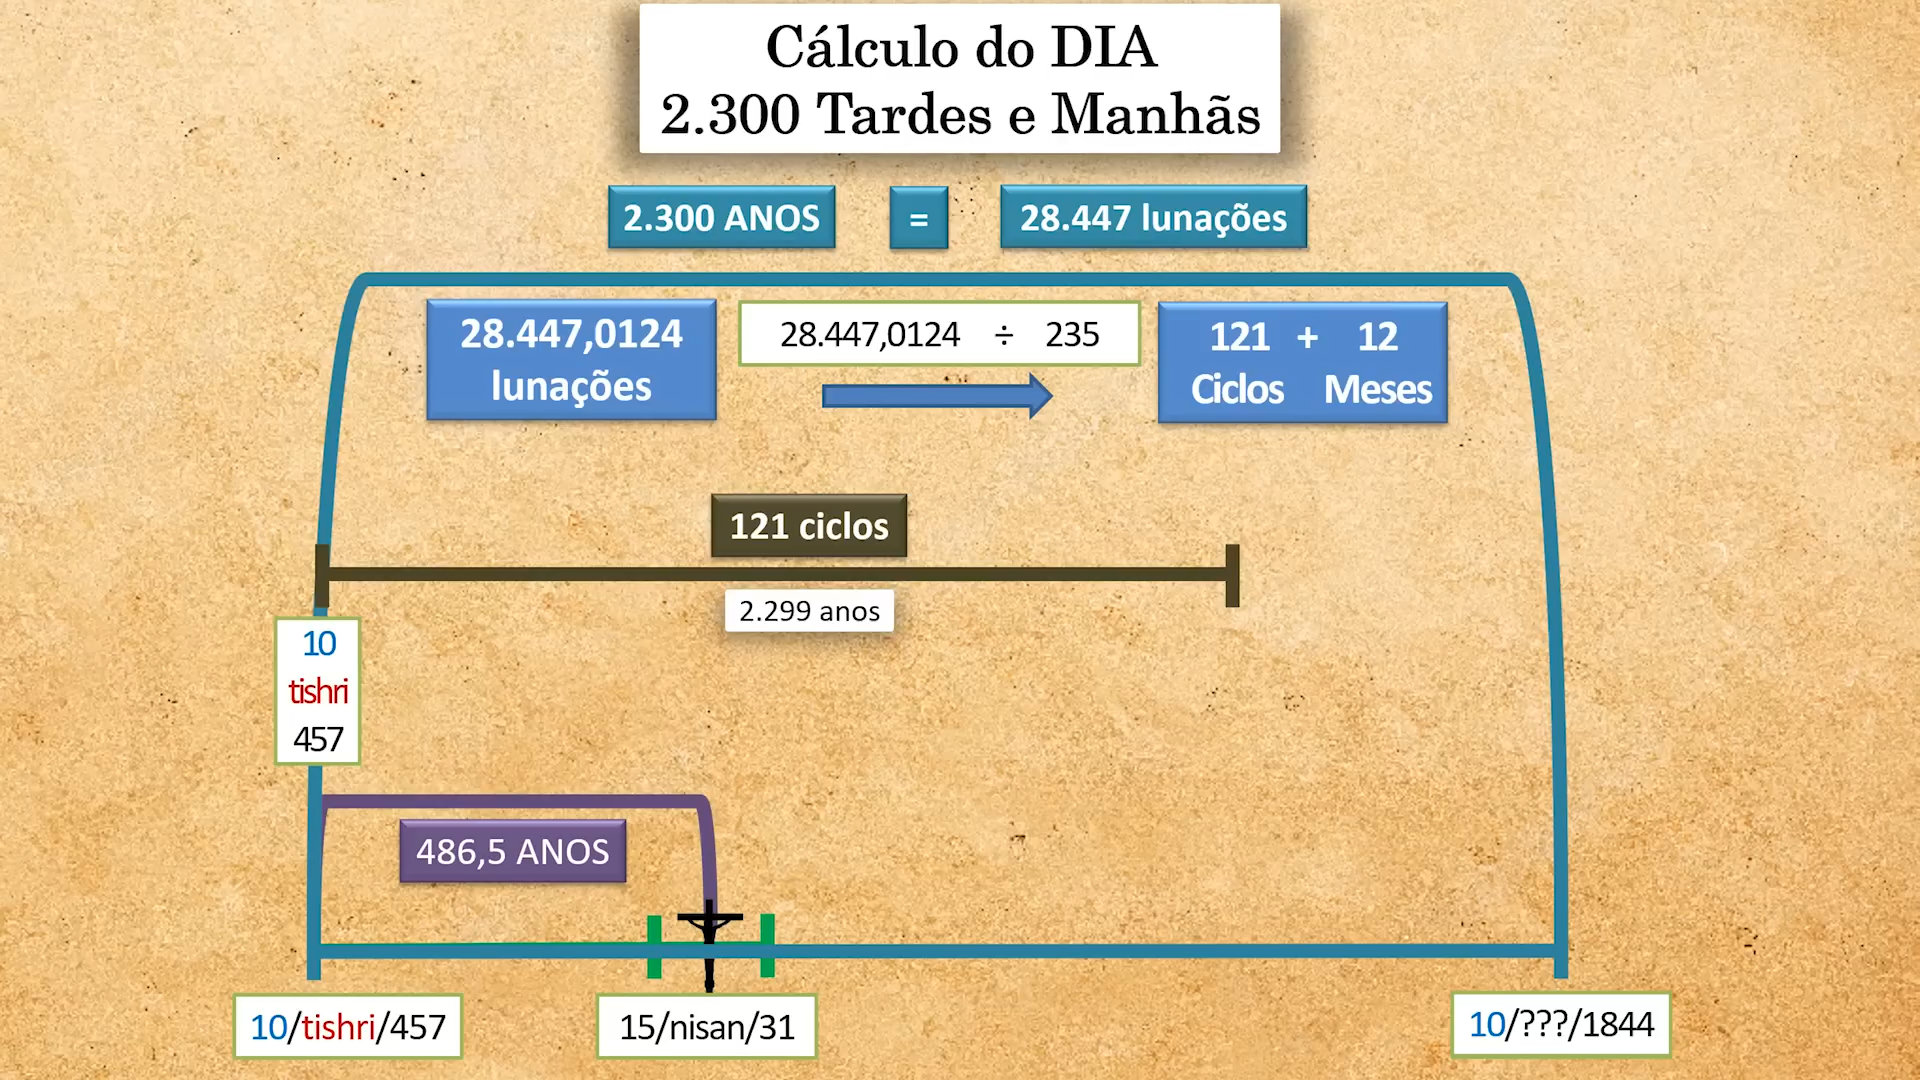 Cálculo do DIA
2.300 Tardes e Manhãs
2.300 ANOS = 28.447 lunações
28.447,0124
lunações
28.447,0124 ÷ 235
121 + 12
Ciclos Meses
121 ciclos
2.299 anos
10
tishri
457
486,5 ANOS
10/tishri/457
15/nisan/31
10/???/1844